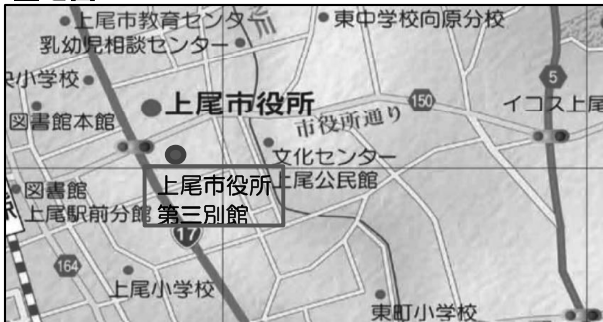 上尾市教育センター
東中学校向原分校
乳幼児相談センター
央小学校
5
上尾市役所
150
イコス上尾
図書館本館
市役所通り
文化センター
上尾公民館
図書館
上尾駅前分館
上尾市役所
第三別館
17
164
上尾小学校
東町小学校